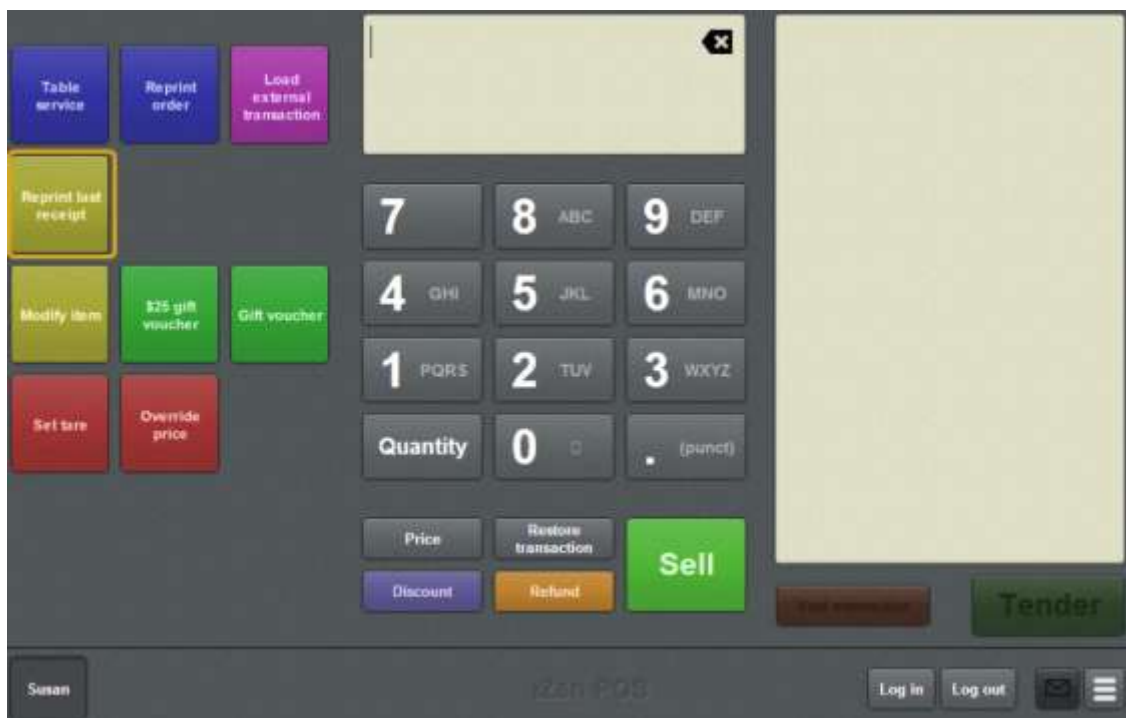 Table
service
Reprint
order
Load
external
transaction
Reprint last
receipt
Modify item
$25 gift
voucher
Gift voucher
Set tare
Override
price
7
8 ABC
9 DEF
4 GHI
5 JKL
6 MNO
1 PQRS
2 TUV
3 WXYZ
Quantity
0
. (punct)
Price
Restore
transaction
Discount
Refund
Sell
Tender
Susan
POS
Log in
Log out